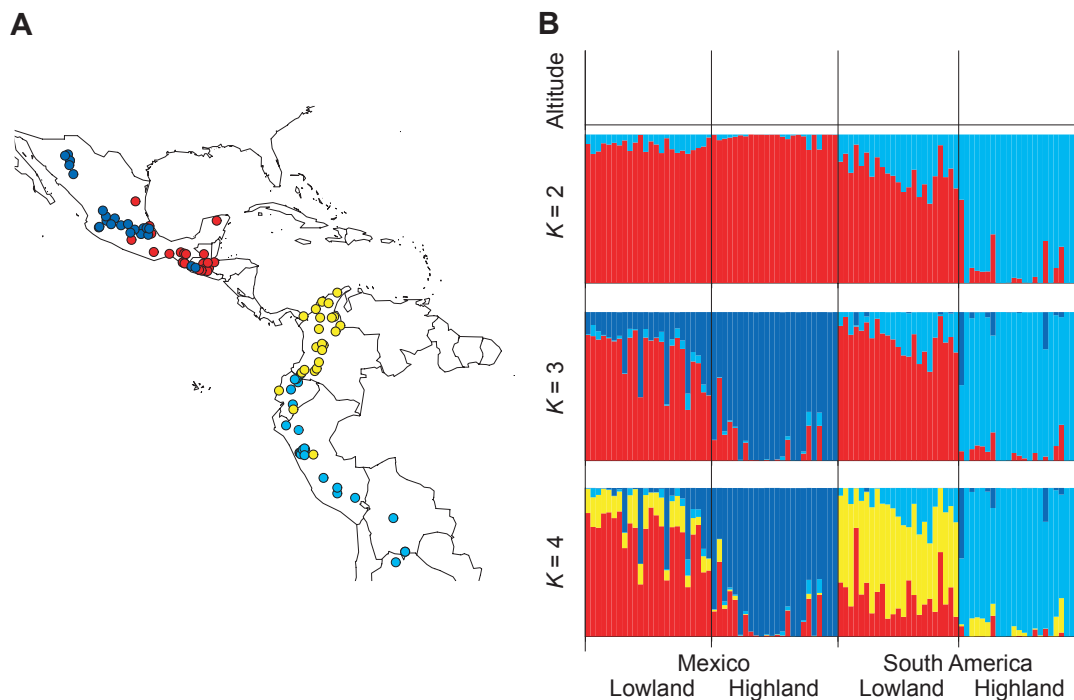 A
B
Altitude
K = 2
K = 3
K = 4
Mexico South America
Lowland Highland Lowland Highland